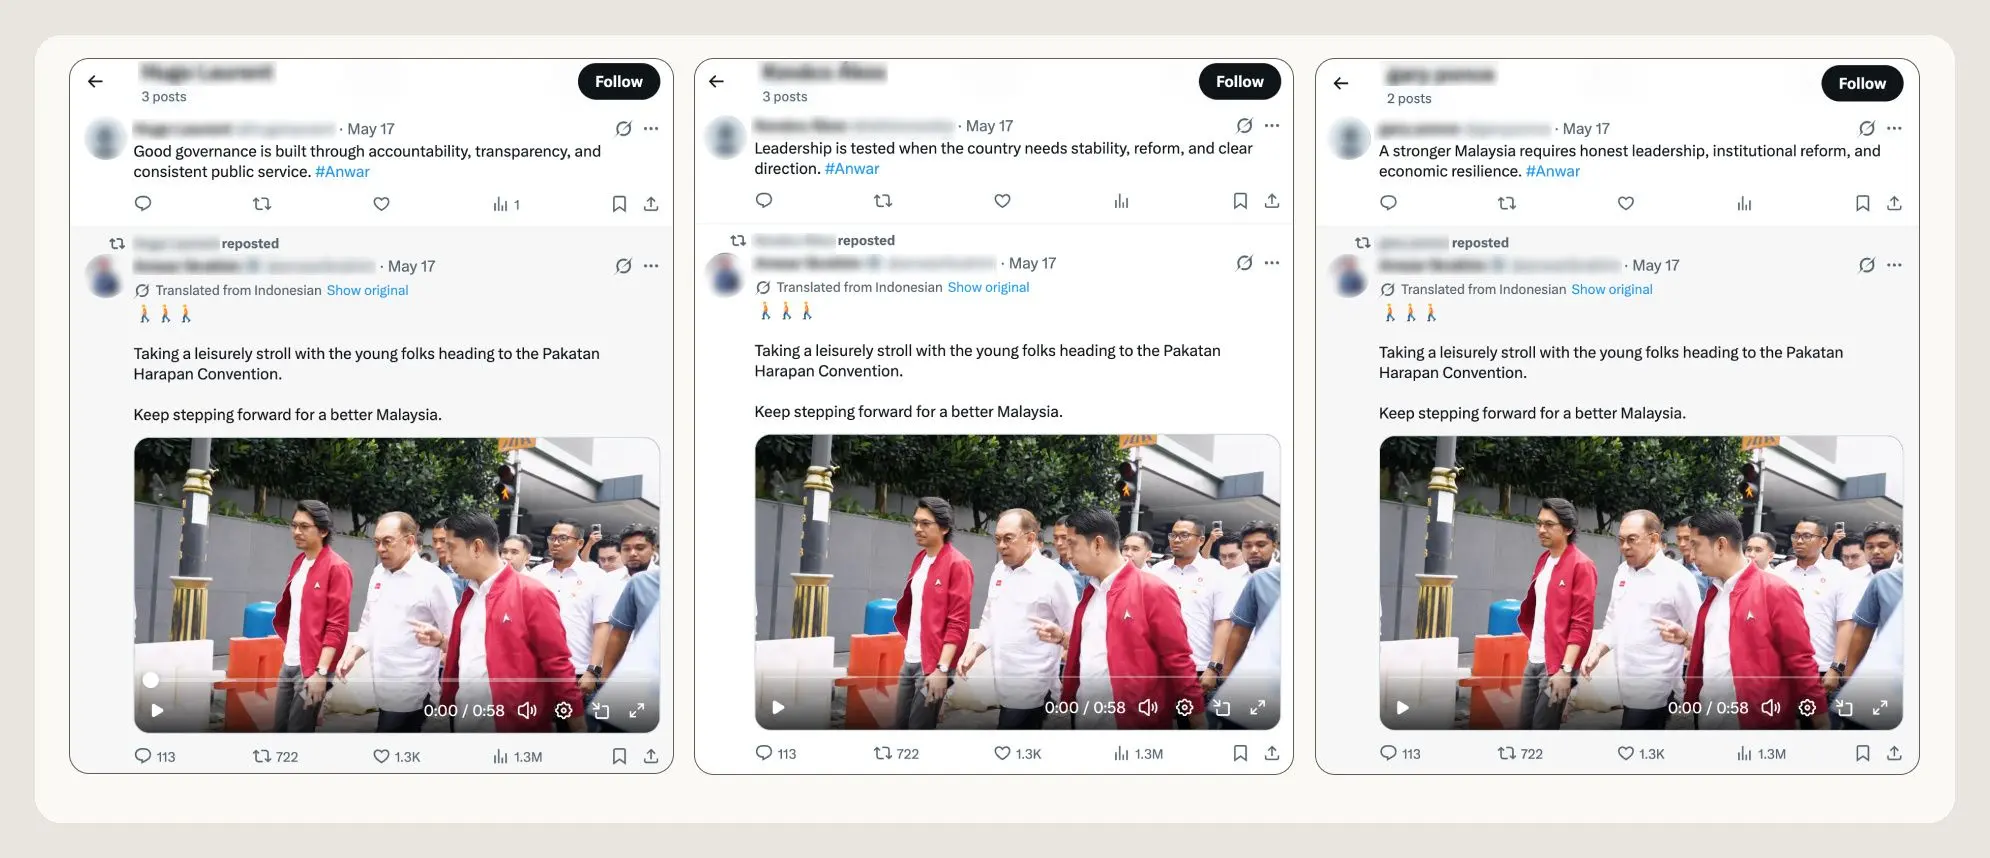 3 posts
Follow
· May 17
Good governance is built through accountability, transparency, and
consistent public service. #Anwar
1
reposted
· May 17
Translated from Indonesian Show original
Taking a leisurely stroll with the young folks heading to the Pakatan
Harapan Convention.
Keep stepping forward for a better Malaysia.
0:00 / 0:58
113 722 1.3K 1.3M
3 posts
Follow
· May 17
Leadership is tested when the country needs stability, reform, and clear
direction. #Anwar
reposted
· May 17
Translated from Indonesian Show original
Taking a leisurely stroll with the young folks heading to the Pakatan
Harapan Convention.
Keep stepping forward for a better Malaysia.
0:00 / 0:58
113 722 1.3K 1.3M
2 posts
Follow
· May 17
A stronger Malaysia requires honest leadership, institutional reform, and
economic resilience. #Anwar
reposted
· May 17
Translated from Indonesian Show original
Taking a leisurely stroll with the young folks heading to the Pakatan
Harapan Convention.
Keep stepping forward for a better Malaysia.
0:00 / 0:58
113 722 1.3K 1.3M